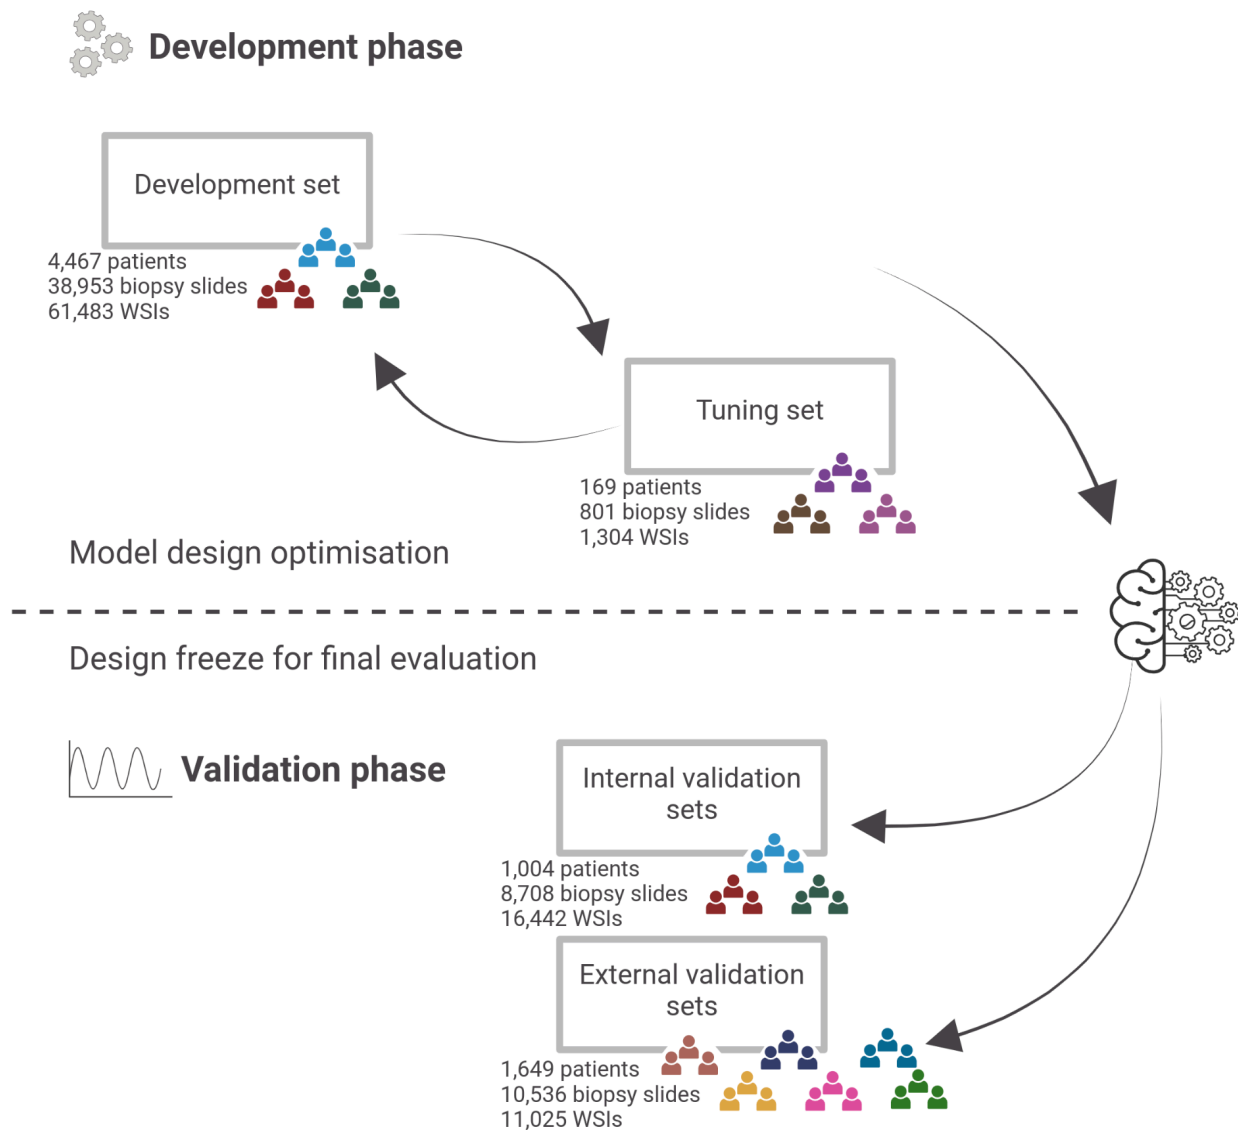 Development phase
Development set
4,467 patients
38,953 biopsy slides
61,483 WSIs
Tuning set
169 patients
801 biopsy slides
1,304 WSIs
Model design optimisation
Design freeze for final evaluation
Validation phase
Internal validation
sets
1,004 patients
8,708 biopsy slides
16,442 WSIs
External validation
sets
1,649 patients
10,536 biopsy slides
11,025 WSIs